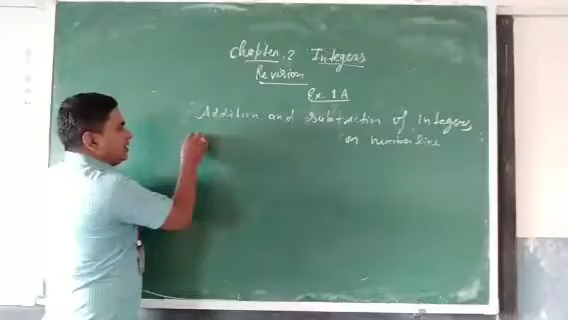 Chapter. 2 Integers
Revision
Ex. 1A
Addition and subtraction of integers
on number line